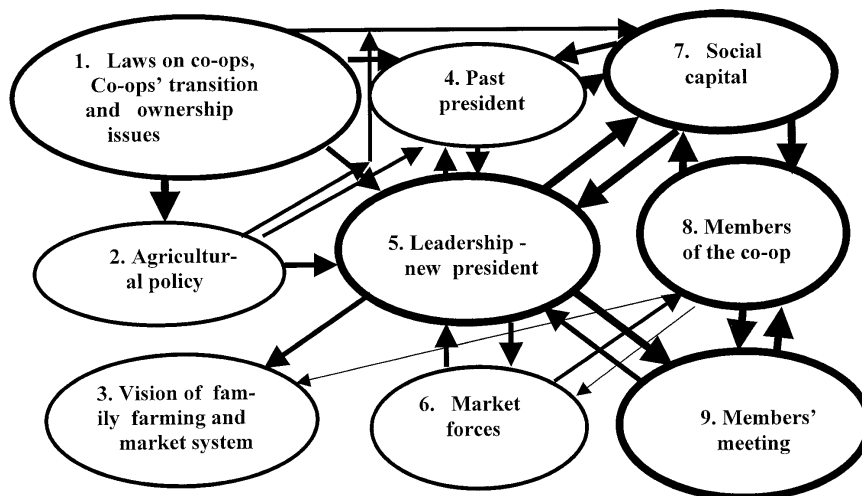 1. Laws on co-ops,
Co-ops' transition
and ownership
issues
2. Agricultur-
al policy
3. Vision of fam-
ily farming and
market system
4. Past
president
5. Leadership -
new president
6. Market
forces
7. Social
capital
8. Members
of the co-op
9. Members'
meeting